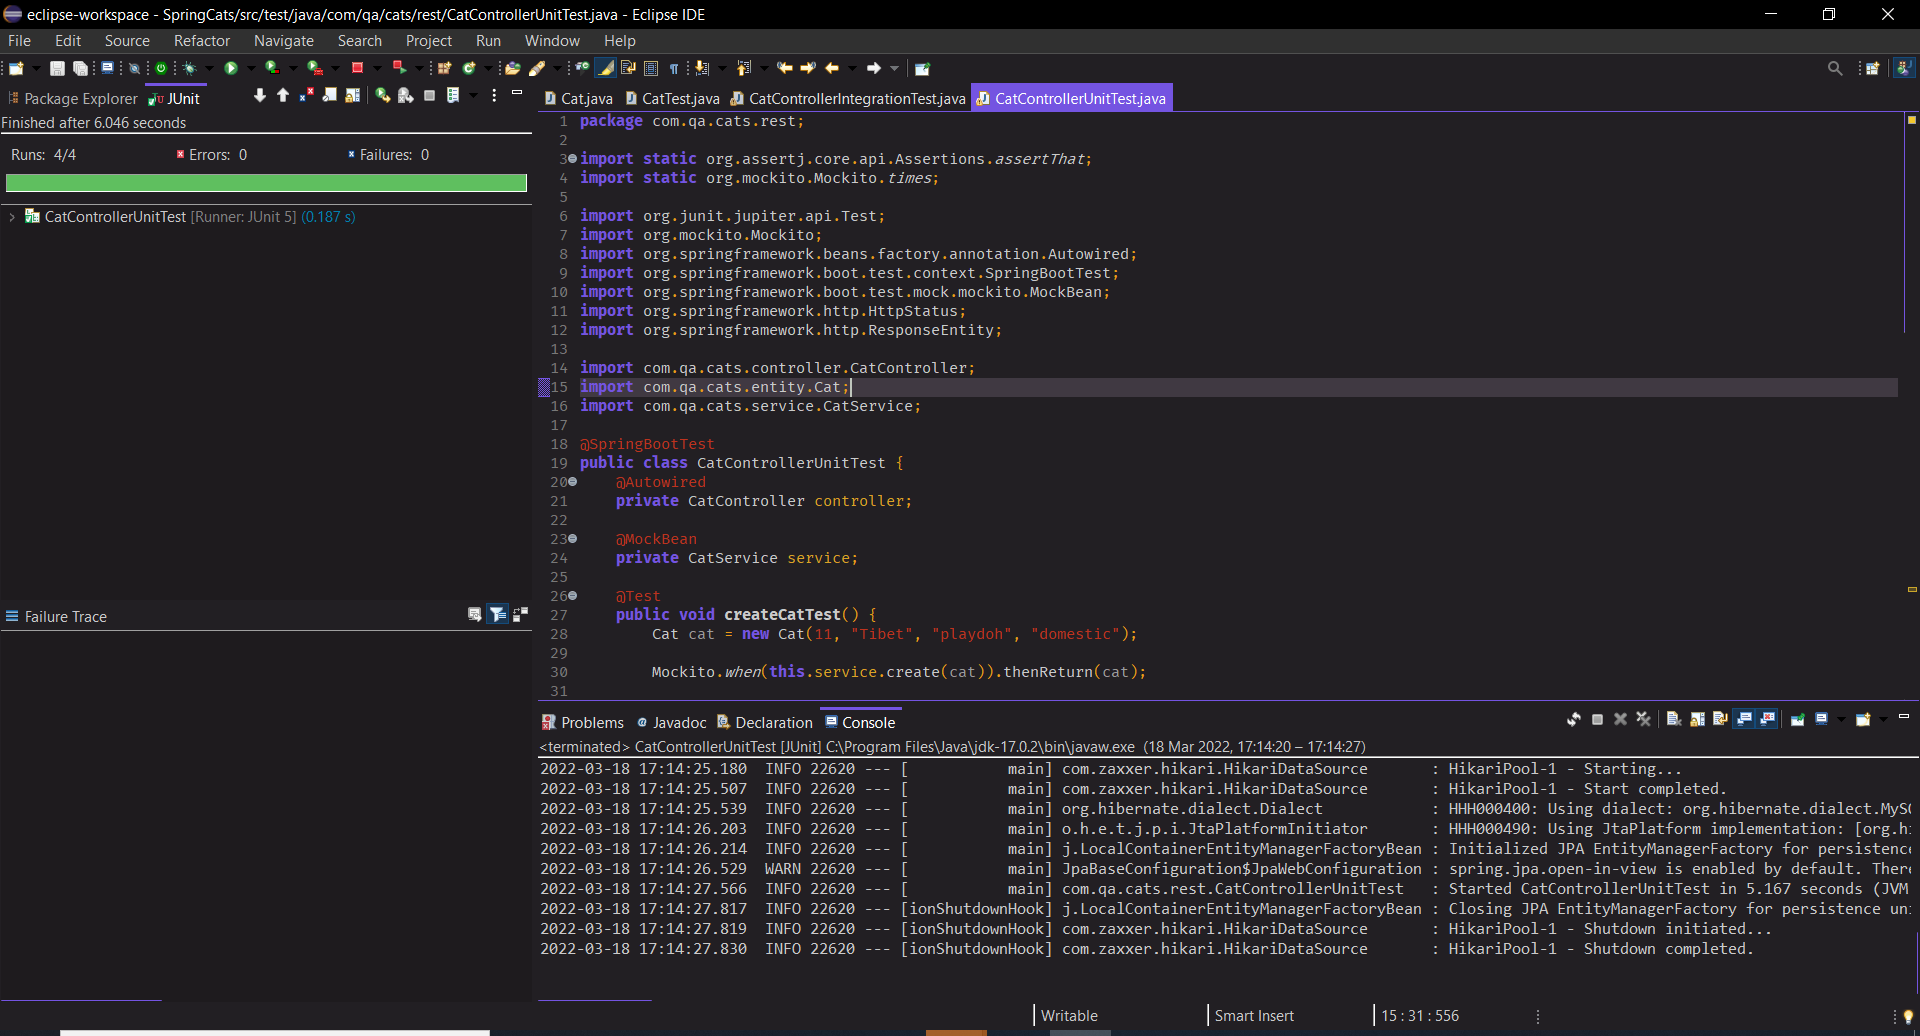 eclipse-workspace - SpringCats/src/test/java/com/qa/cats/rest/CatControllerUnitTest.java - Eclipse IDE
File Edit Source Refactor Navigate Search Project Run Window Help
Package Explorer JUnit
Finished after 6.046 seconds
Runs: 4/4 Errors: 0 Failures: 0
CatControllerUnitTest [Runner: JUnit 5] (0.187 s)
Failure Trace
Cat.java CatTest.java CatControllerIntegrationTest.java CatControllerUnitTest.java
1 package com.qa.cats.rest;
2
3 import static org.assertj.core.api.Assertions.assertThat;
4 import static org.mockito.Mockito.times;
5
6 import org.junit.jupiter.api.Test;
7 import org.mockito.Mockito;
8 import org.springframework.beans.factory.annotation.Autowired;
9 import org.springframework.boot.test.context.SpringBootTest;
10 import org.springframework.boot.test.mock.mockito.MockBean;
11 import org.springframework.http.HttpStatus;
12 import org.springframework.http.ResponseEntity;
13
14 import com.qa.cats.controller.CatController;
15 import com.qa.cats.entity.Cat;
16 import com.qa.cats.service.CatService;
17
18 @SpringBootTest
19 public class CatControllerUnitTest {
20 @Autowired
21 private CatController controller;
22
23 @MockBean
24 private CatService service;
25
26 @Test
27 public void createCatTest() {
28 Cat cat = new Cat(11, "Tibet", "playdoh", "domestic");
29
30 Mockito.when(this.service.create(cat)).thenReturn(cat);
31
Problems Javadoc Declaration Console
<terminated> CatControllerUnitTest [JUnit] C:\Program Files\Java\jdk-17.0.2\bin\javaw.exe (18 Mar 2022, 17:14:20 – 17:14:27)
2022-03-18 17:14:25.180 INFO 22620 --- [ main] com.zaxxer.hikari.HikariDataSource : HikariPool-1 - Starting...
2022-03-18 17:14:25.507 INFO 22620 --- [ main] com.zaxxer.hikari.HikariDataSource : HikariPool-1 - Start completed.
2022-03-18 17:14:25.539 INFO 22620 --- [ main] org.hibernate.dialect.Dialect : HHH000400: Using dialect: org.hibernate.dialect.MyS
2022-03-18 17:14:26.203 INFO 22620 --- [ main] o.h.e.t.j.p.i.JtaPlatformInitiator : HHH000490: Using JtaPlatform implementation: [org.h
2022-03-18 17:14:26.214 INFO 22620 --- [ main] j.LocalContainerEntityManagerFactoryBean : Initialized JPA EntityManagerFactory for persistence
2022-03-18 17:14:26.529 WARN 22620 --- [ main] JpaBaseConfiguration$JpaWebConfiguration : spring.jpa.open-in-view is enabled by default. There
2022-03-18 17:14:27.566 INFO 22620 --- [ main] com.qa.cats.rest.CatControllerUnitTest : Started CatControllerUnitTest in 5.167 seconds (JVM
2022-03-18 17:14:27.817 INFO 22620 --- [ionShutdownHook] j.LocalContainerEntityManagerFactoryBean : Closing JPA EntityManagerFactory for persistence un
2022-03-18 17:14:27.819 INFO 22620 --- [ionShutdownHook] com.zaxxer.hikari.HikariDataSource : HikariPool-1 - Shutdown initiated...
2022-03-18 17:14:27.830 INFO 22620 --- [ionShutdownHook] com.zaxxer.hikari.HikariDataSource : HikariPool-1 - Shutdown completed.
Writable Smart Insert 15 : 31 : 556